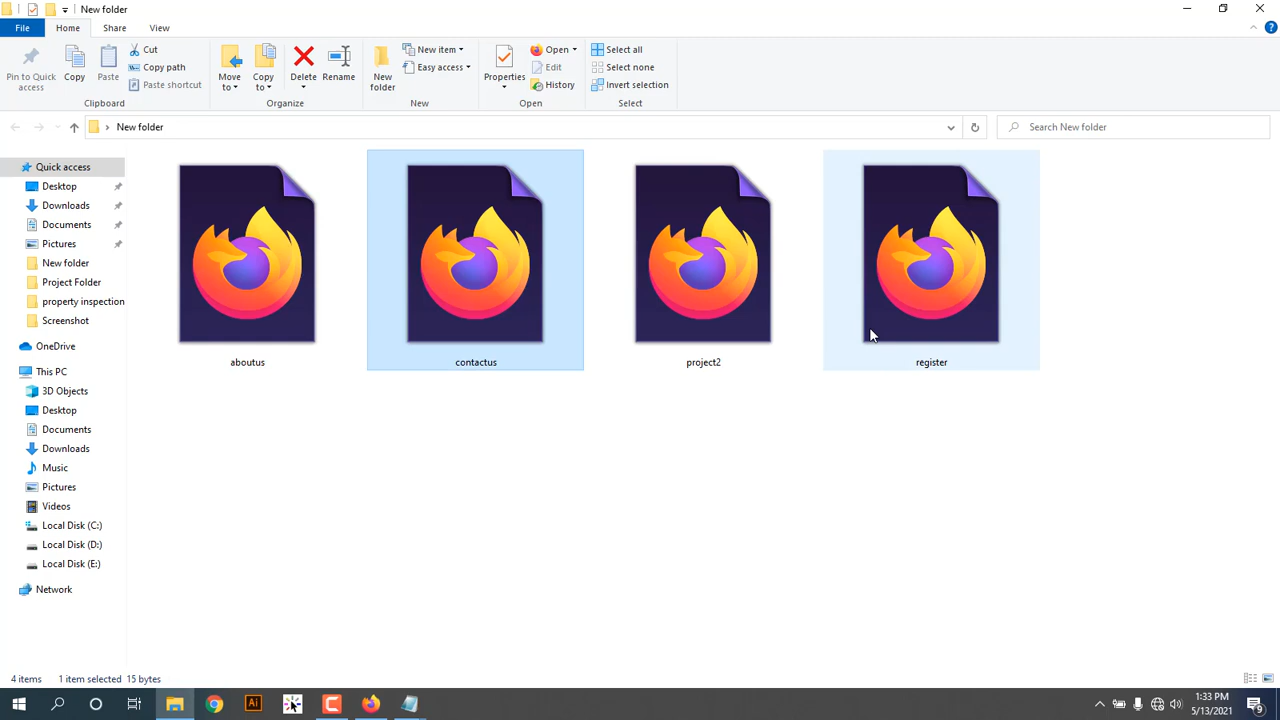 New folder
File
Home
Share
View
Pin to Quick
access
Copy
Paste
Cut
Copy path
Paste shortcut
Clipboard
Move
to
Copy
to
Delete
Rename
Organize
New
folder
New item
Easy access
New
Properties
Open
Edit
History
Open
Select all
Select none
Invert selection
Select
New folder
Search New folder
Quick access
Desktop
Downloads
Documents
Pictures
New folder
Project Folder
property inspection
Screenshot
OneDrive
This PC
3D Objects
Desktop
Documents
Downloads
Music
Pictures
Videos
Local Disk (C:)
Local Disk (D:)
Local Disk (E:)
Network
aboutus
contactus
project2
register
4 items
1 item selected 15 bytes
Ai
1:33 PM
5/13/2021
9